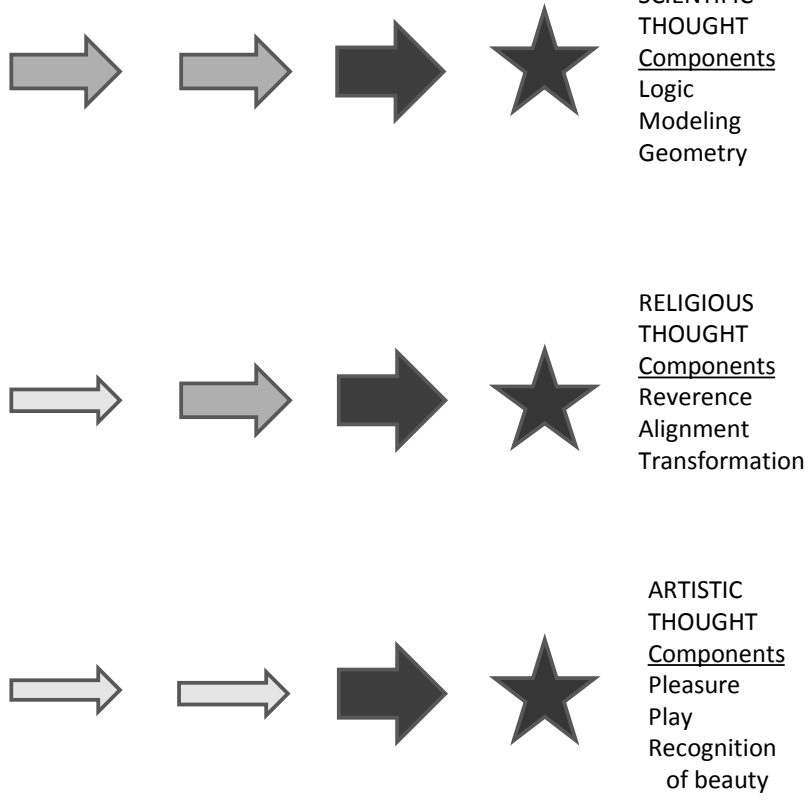 SCIENTIFIC
THOUGHT
Components
Logic
Modeling
Geometry
RELIGIOUS
THOUGHT
Components
Reverence
Alignment
Transformation
ARTISTIC
THOUGHT
Components
Pleasure
Play
Recognition
of beauty